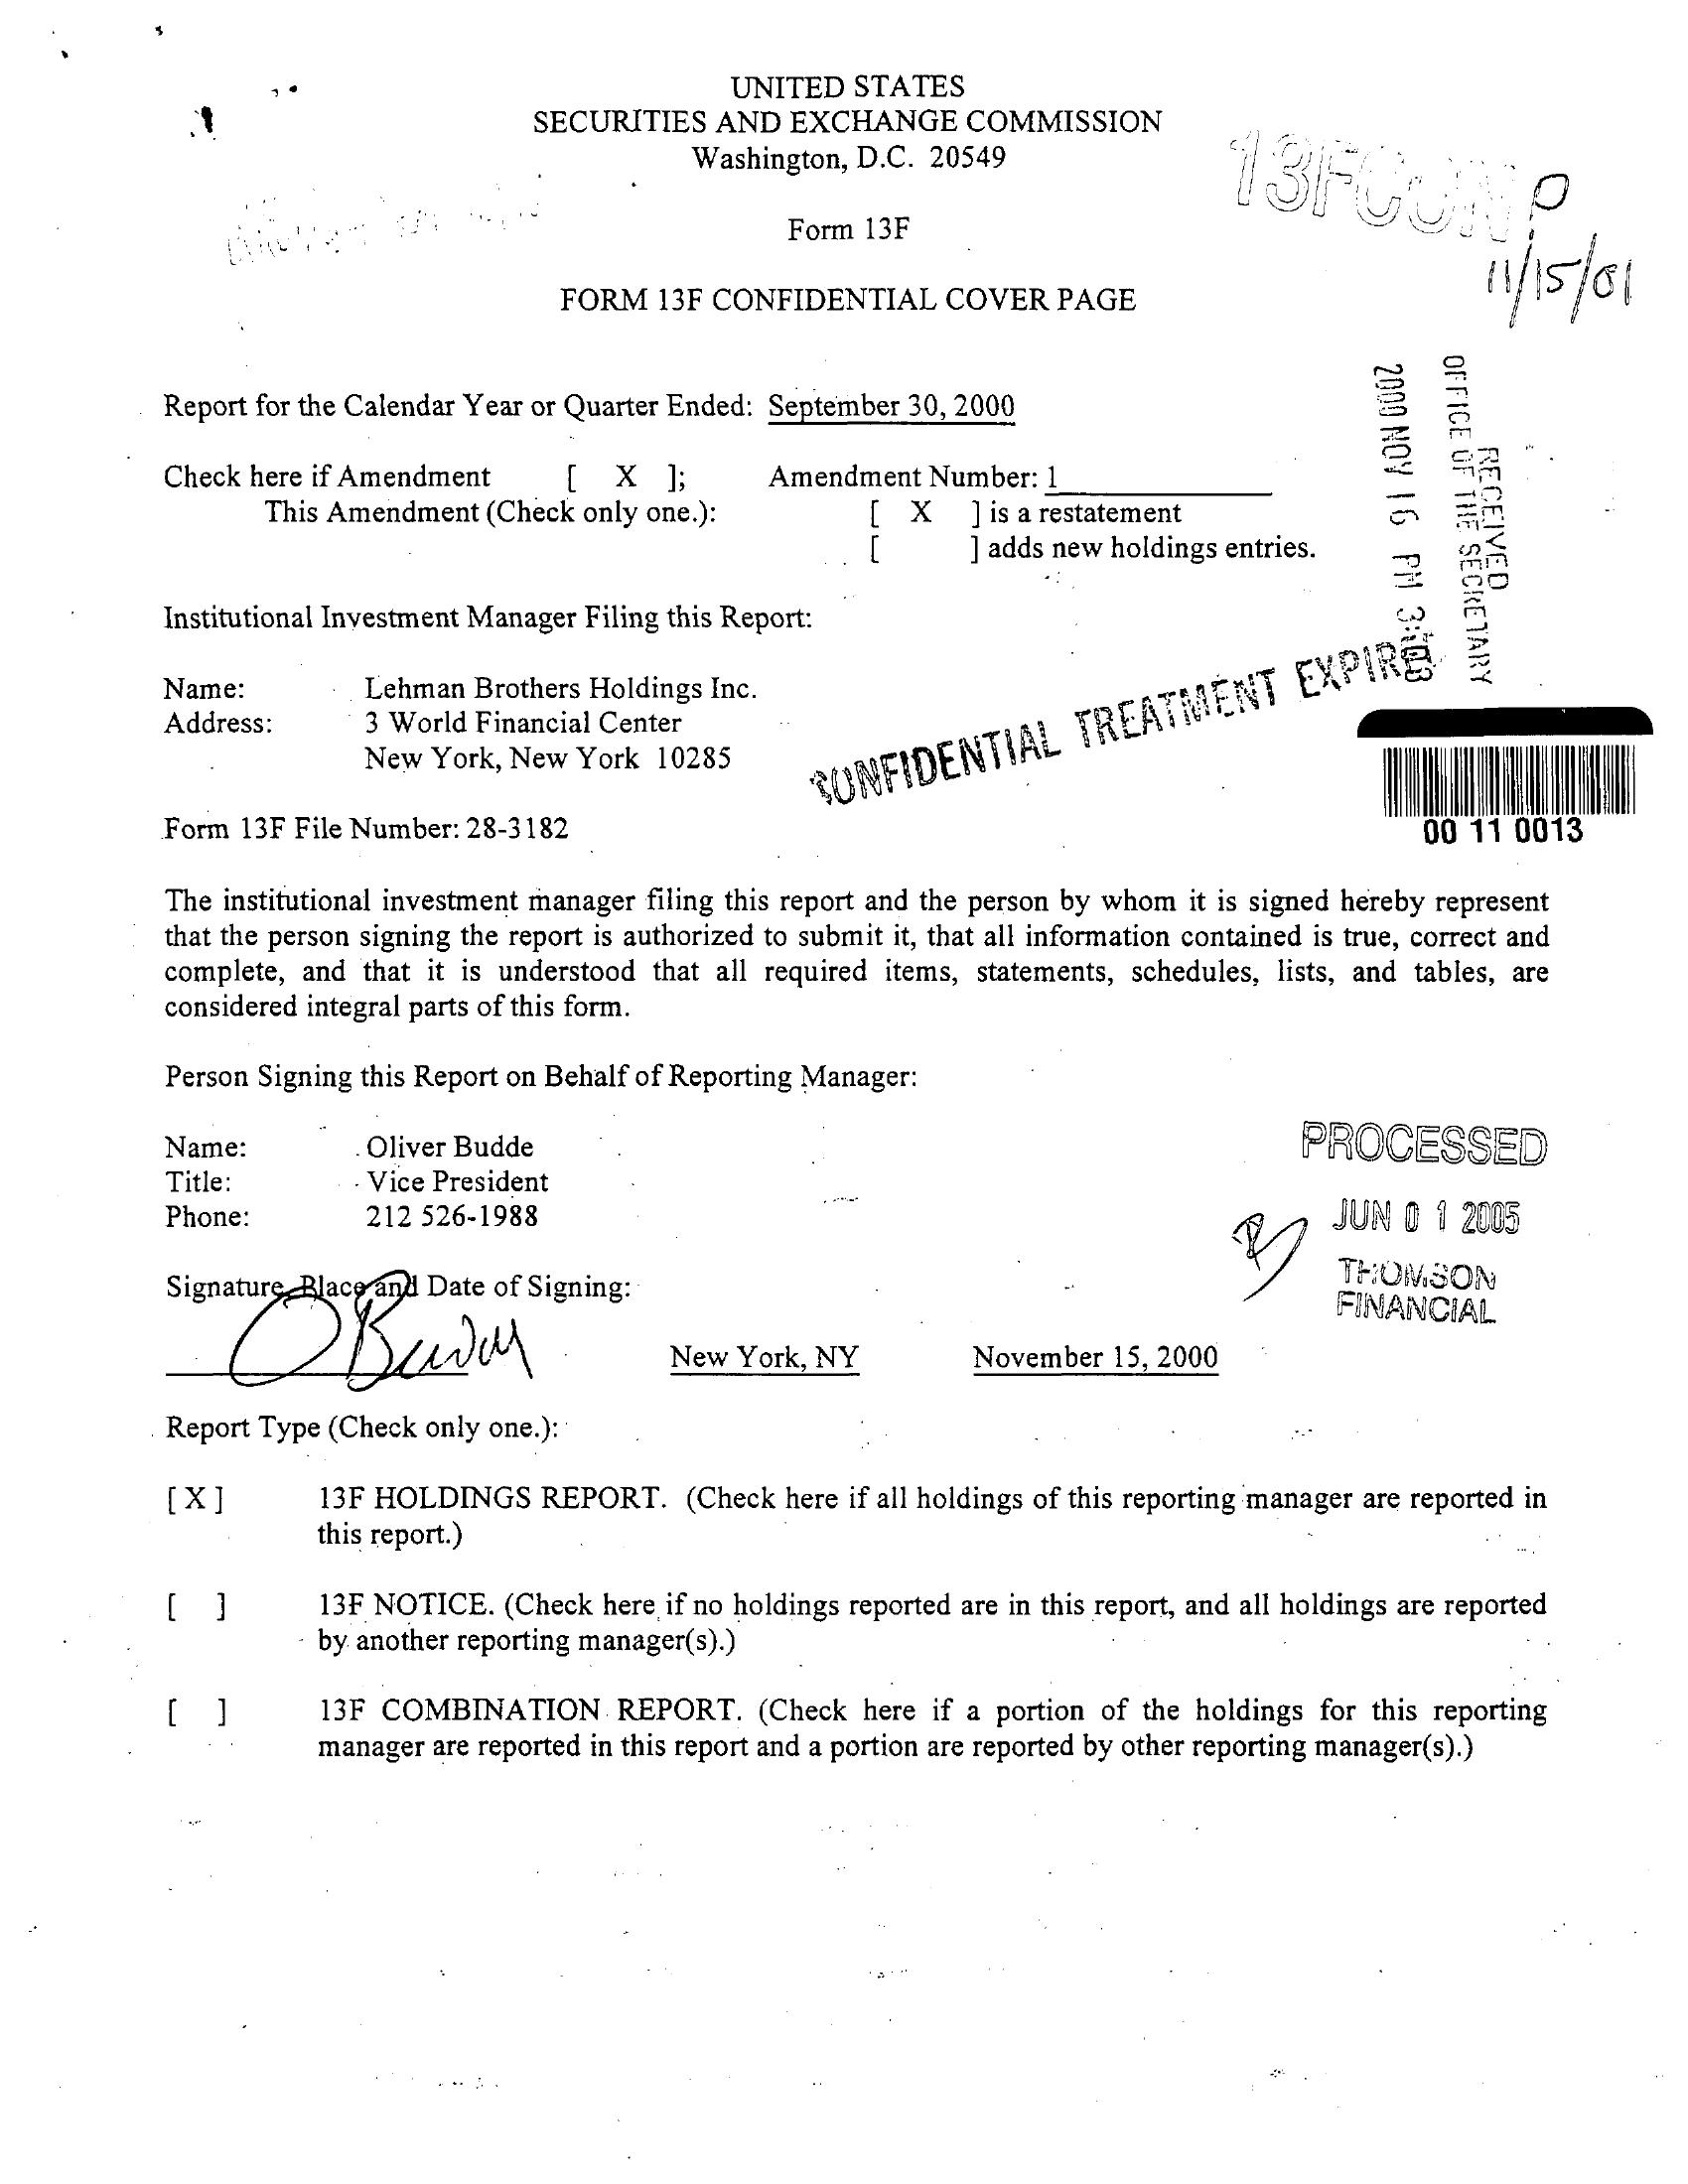 UNITED STATES
SECURITIES AND EXCHANGE COMMISSION
Washington, D.C. 20549
Form 13F
P
11/15/01
FORM 13F CONFIDENTIAL COVER PAGE
Report for the Calendar Year or Quarter Ended: September 30, 2000
Check here if Amendment [ X ]; Amendment Number: 1
This Amendment (Check only one.): [ X ] is a restatement
[ ] adds new holdings entries.
RECEIVED
OFFICE OF THE SECRETARY
2000 NOV 16 PM
Institutional Investment Manager Filing this Report:
Name: Lehman Brothers Holdings Inc.
Address: 3 World Financial Center
New York, New York 10285
CONFIDENTIAL TREATMENT EXPIRED
00 11 0013
Form 13F File Number: 28-3182
The institutional investment manager filing this report and the person by whom it is signed hereby represent
that the person signing the report is authorized to submit it, that all information contained is true, correct and
complete, and that it is understood that all required items, statements, schedules, lists, and tables, are
considered integral parts of this form.
Person Signing this Report on Behalf of Reporting Manager:
Name: Oliver Budde
Title: Vice President
Phone: 212 526-1988
PROCESSED
JUN 01 2005
THOMSON
FINANCIAL
Signature, Place and Date of Signing:
OBudde New York, NY November 15, 2000
Report Type (Check only one.):
[ X ] 13F HOLDINGS REPORT. (Check here if all holdings of this reporting manager are reported in
this report.)
[ ] 13F NOTICE. (Check here if no holdings reported are in this report, and all holdings are reported
by another reporting manager(s).)
[ ] 13F COMBINATION REPORT. (Check here if a portion of the holdings for this reporting
manager are reported in this report and a portion are reported by other reporting manager(s).)